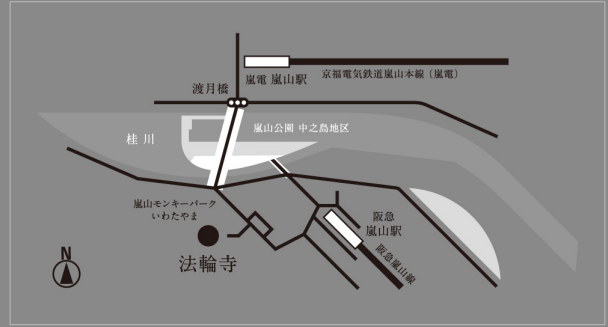 嵐電 嵐山駅
京福電気鉄道嵐山本線（嵐電）
渡月橋
桂川
嵐山公園 中之島地区
嵐山モンキーパーク
いわたやま
法輪寺
阪急
嵐山駅
阪急嵐山線
N